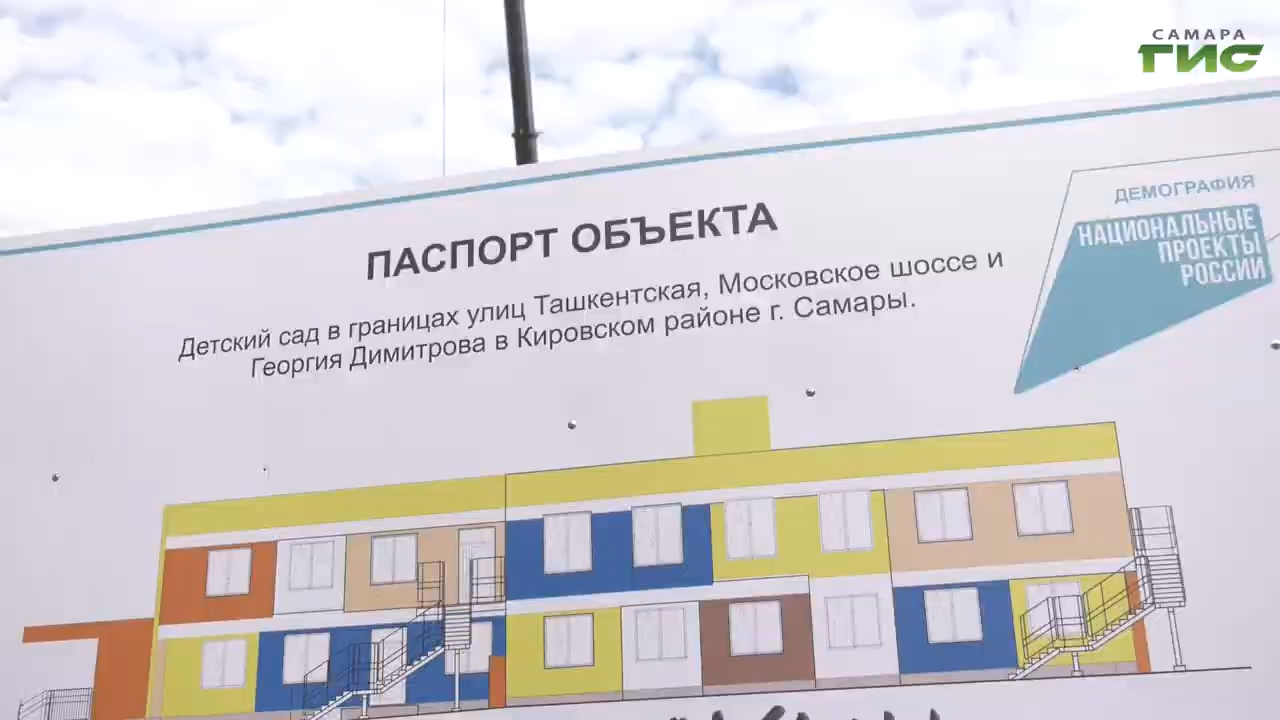 САМАРА
ГИС
ДЕМОГРАФИЯ
НАЦИОНАЛЬНЫЕ
ПРОЕКТЫ
РОССИИ
ПАСПОРТ ОБЪЕКТА
Детский сад в границах улиц Ташкентская, Московское шоссе и
Георгия Димитрова в Кировском районе г. Самары.